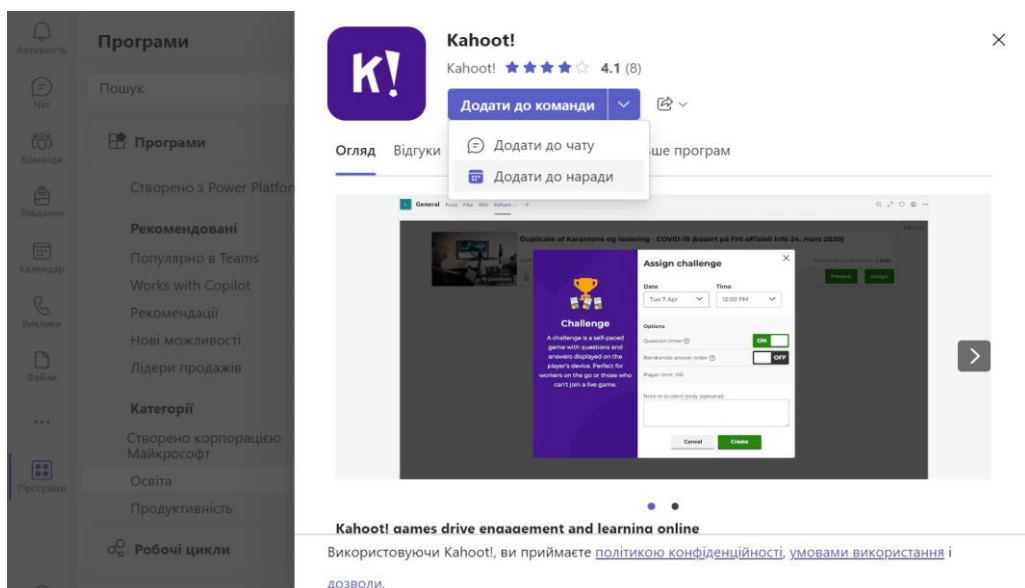 Активність
Чат
Команди
Завдання
Календар
Виклики
Файли
Програми
Програми
Пошук
Програми
Створено з Power Platfor
Рекомендовані
Популярно в Teams
Works with Copilot
Рекомендації
Нові можливості
Лідери продажів
Категорії
Створено корпорацією
Майкрософт
Освіта
Продуктивність
Робочі цикли
K!
Kahoot!
Kahoot! 4.1 (8)
Додати до команди
Додати до чату
Додати до наради
Огляд Відгуки ше програм
General Posts Files Wiki Kahoot
Duplicate of Karantene og isolering - COVID-19 (basert på FHI offisiell info 24. mars 2020)
Present Assign
Challenge
A challenge is a self-paced
game with questions and
answers displayed on the
player's device. Perfect for
workers on the go or those who
can't join a live game.
Assign challenge
Date Time
Tue 7 Apr 12:00 PM
Options
Question timer ON
Randomize answer order OFF
Player limit: 100
Note to student body (optional)
Cancel Create
Kahoot! games drive engagement and learning online
Використовуючи Kahoot!, ви приймаєте політикою конфіденційності, умовами використання і
дозволи.